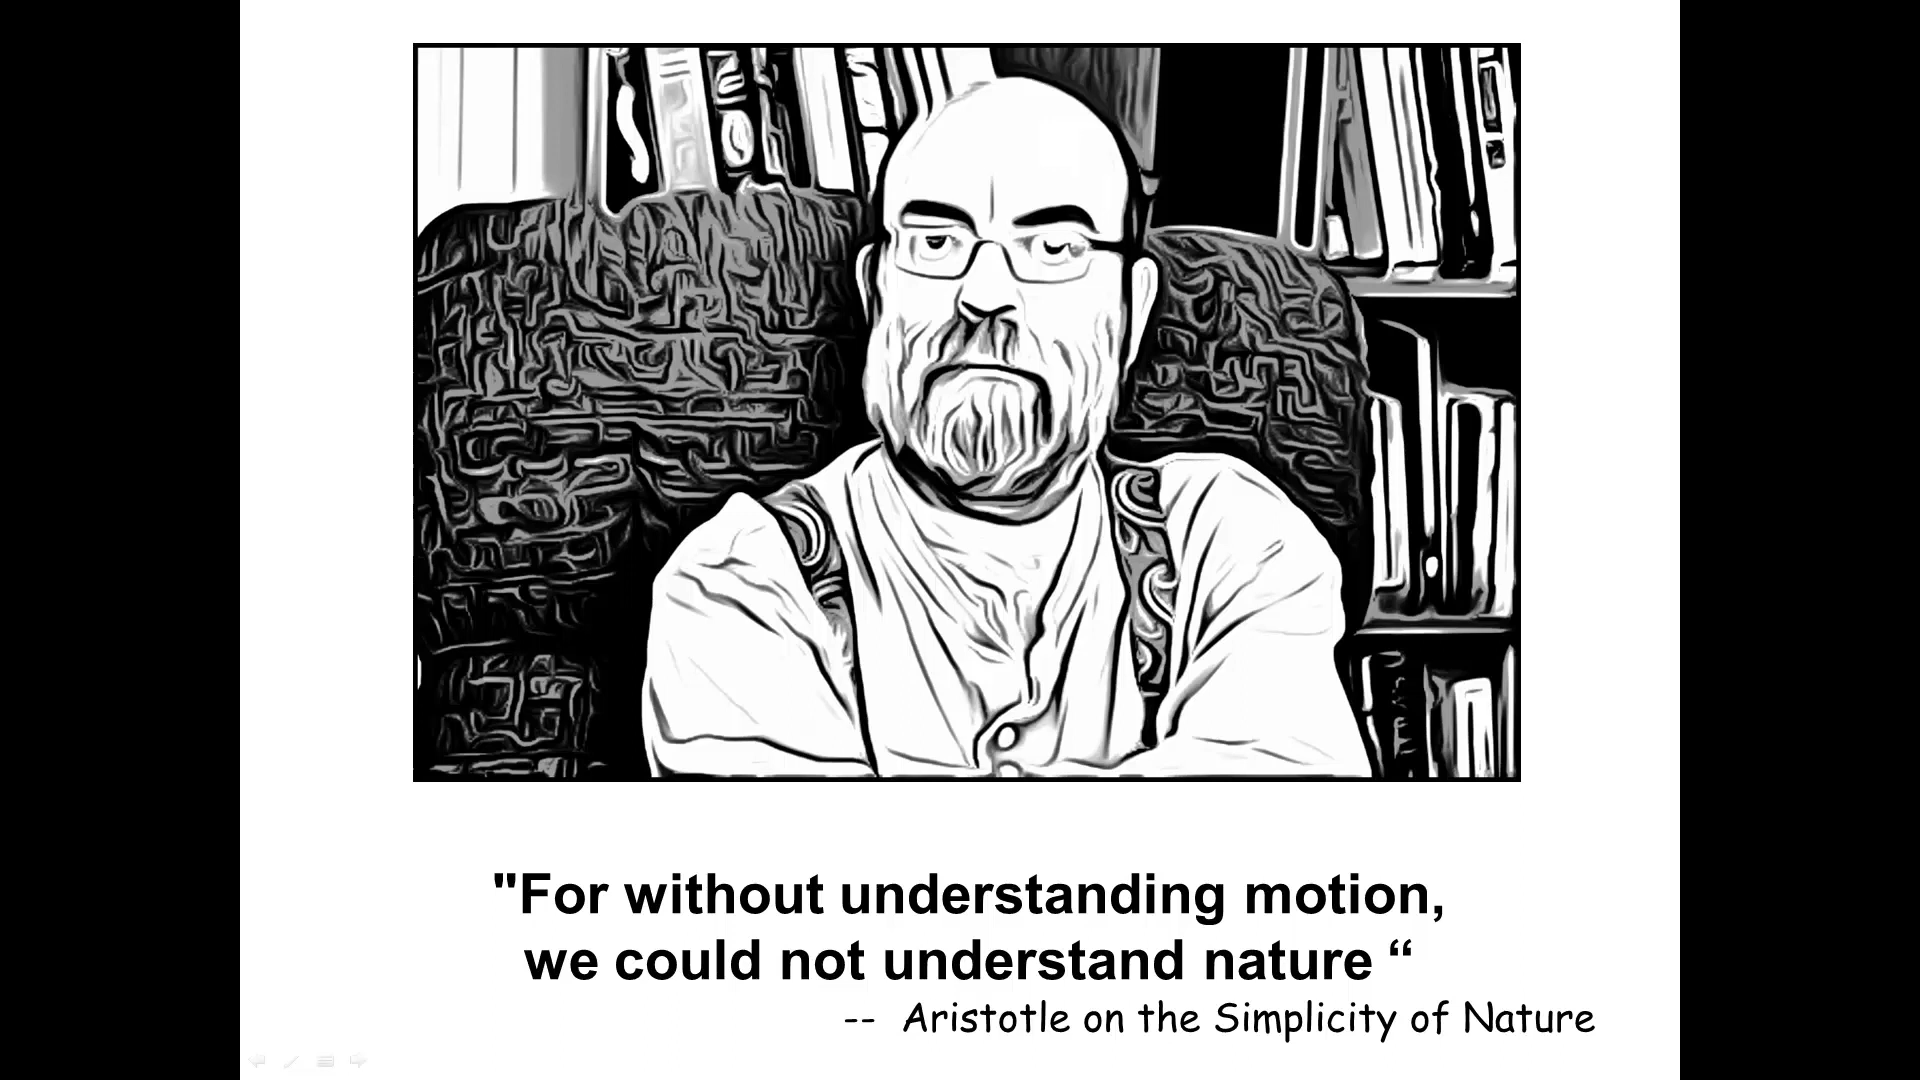 "For without understanding motion,
we could not understand nature “
-- Aristotle on the Simplicity of Nature